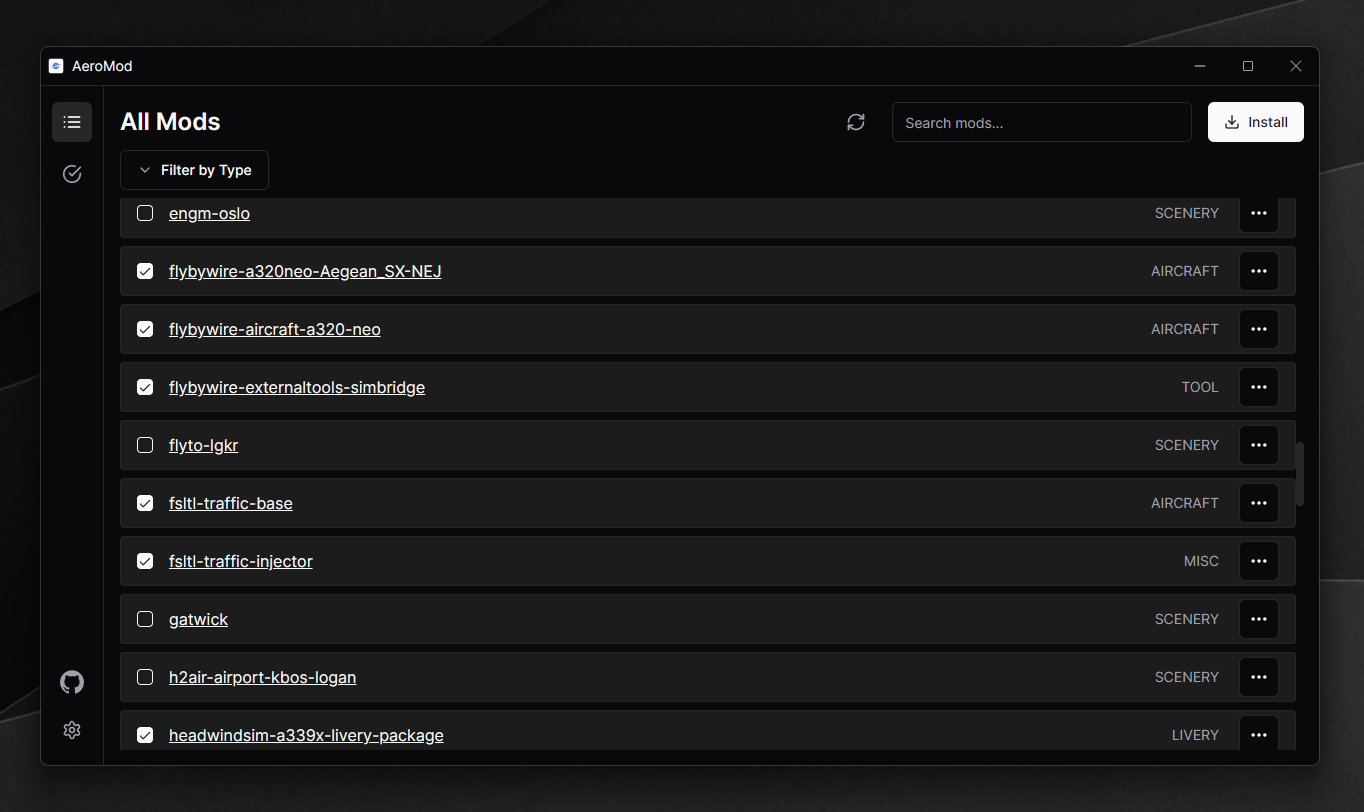 AeroMod
All Mods
Search mods...
Install
Filter by Type
engm-oslo SCENERY
flybywire-a320neo-Aegean_SX-NEJ AIRCRAFT
flybywire-aircraft-a320-neo AIRCRAFT
flybywire-externaltools-simbridge TOOL
flyto-lgkr SCENERY
fsltl-traffic-base AIRCRAFT
fsltl-traffic-injector MISC
gatwick SCENERY
h2air-airport-kbos-logan SCENERY
headwindsim-a339x-livery-package LIVERY